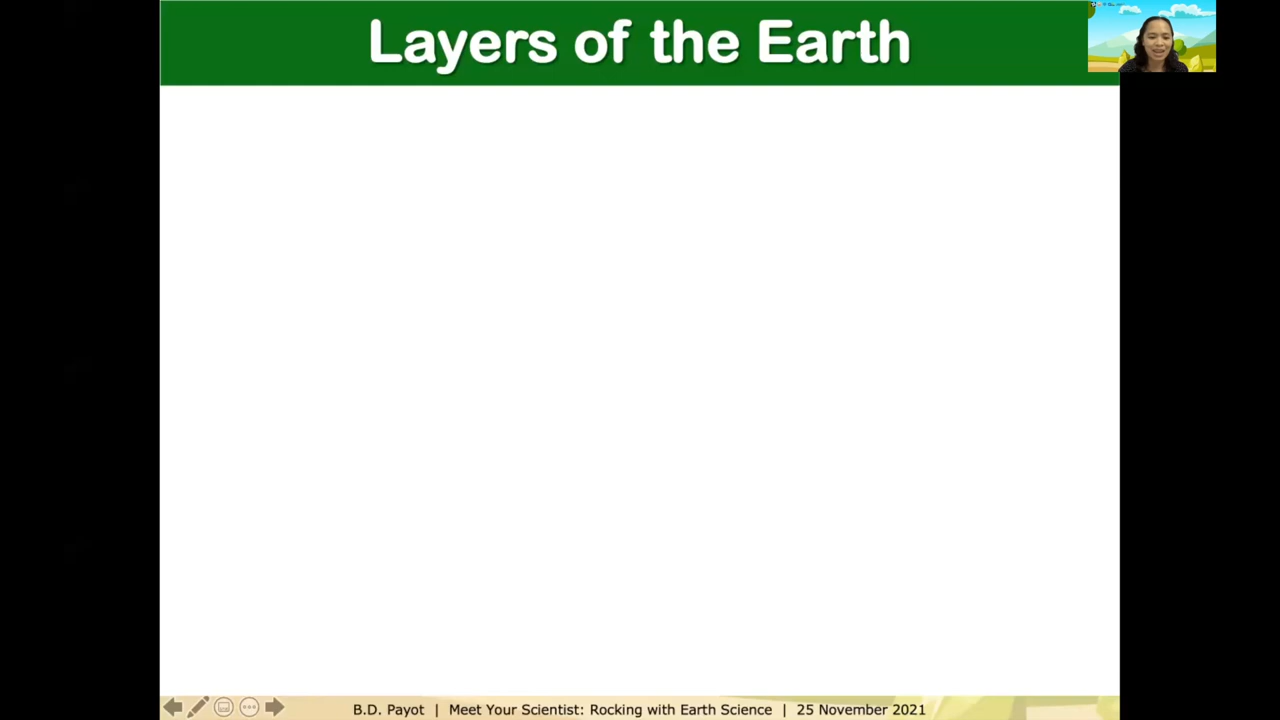 Layers of the Earth
B.D. Payot | Meet Your Scientist: Rocking with Earth Science | 25 November 2021